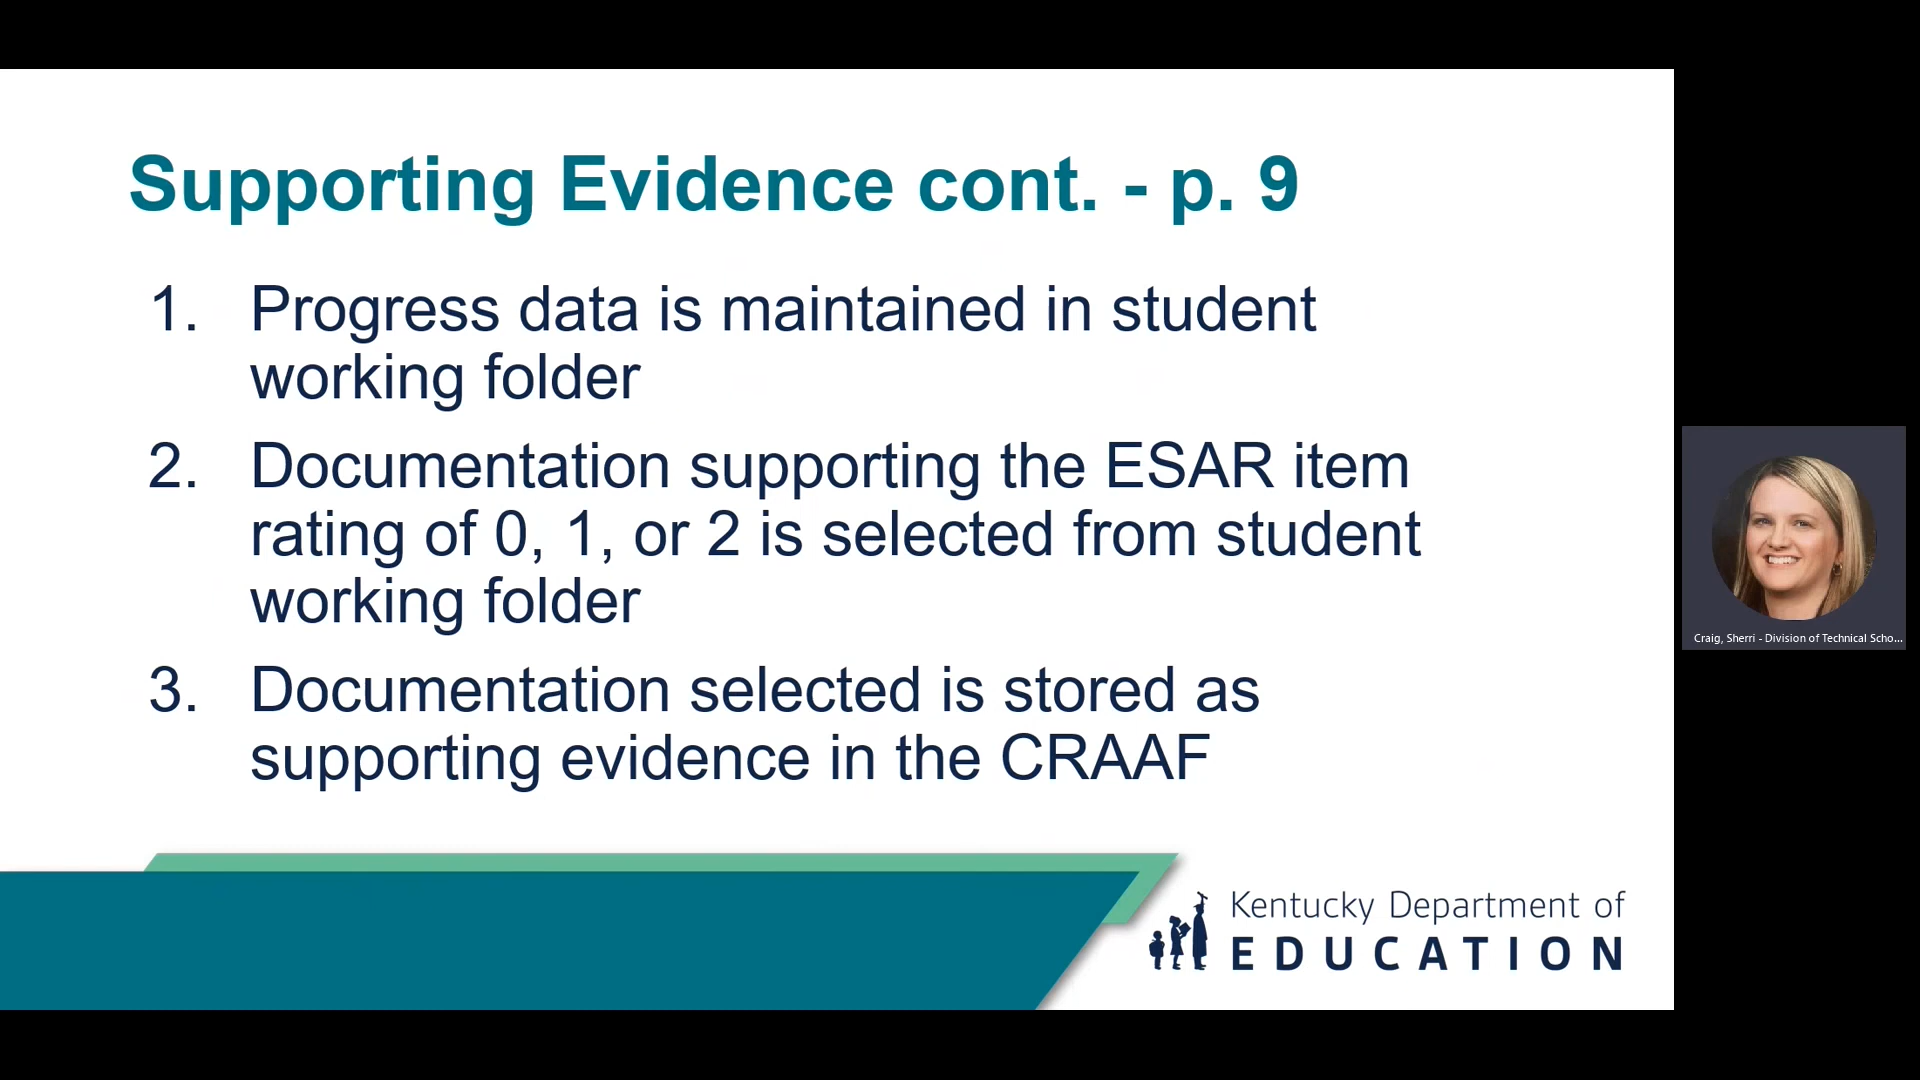 Supporting Evidence cont. - p. 9
1. Progress data is maintained in student
working folder
2. Documentation supporting the ESAR item
rating of 0, 1, or 2 is selected from student
working folder
3. Documentation selected is stored as
supporting evidence in the CRAAF
Kentucky Department of
EDUCATION
Craig, Sherri - Division of Technical Scho...